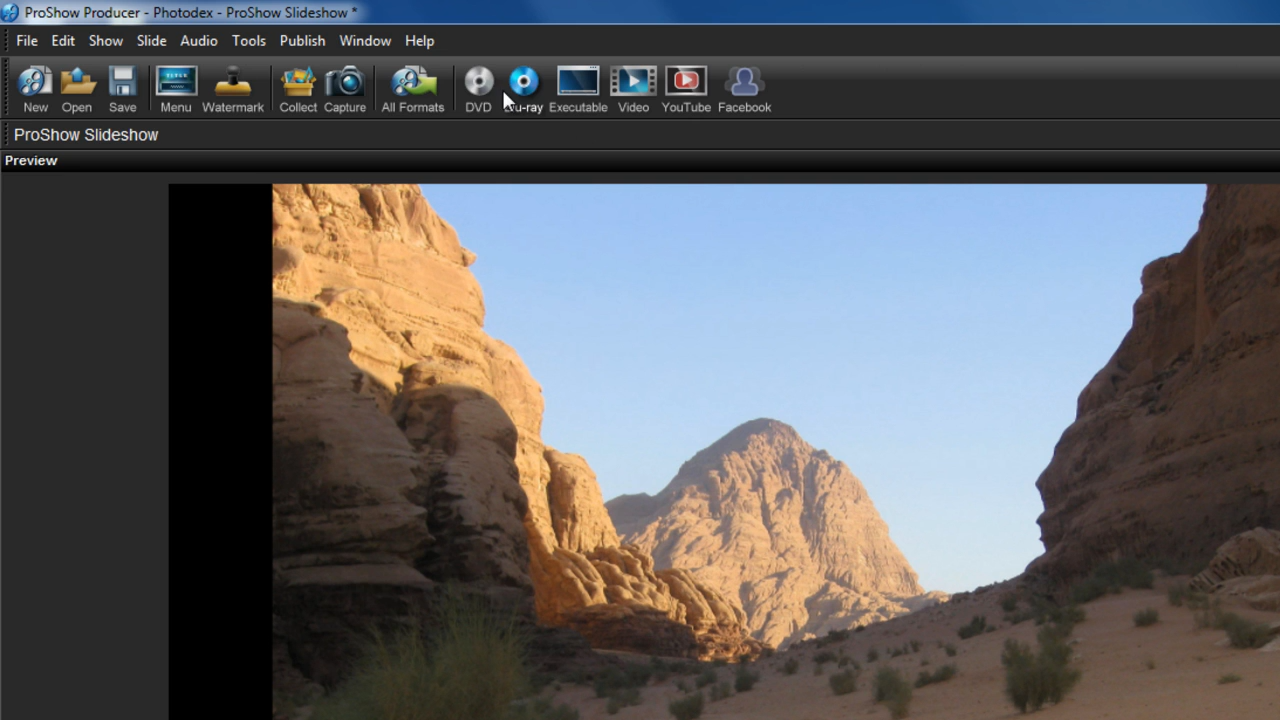 ProShow Producer - Photodex - ProShow Slideshow *
File Edit Show Slide Audio Tools Publish Window Help
New Open Save Menu Watermark Collect Capture All Formats DVD u-ray Executable Video YouTube Facebook
ProShow Slideshow
Preview